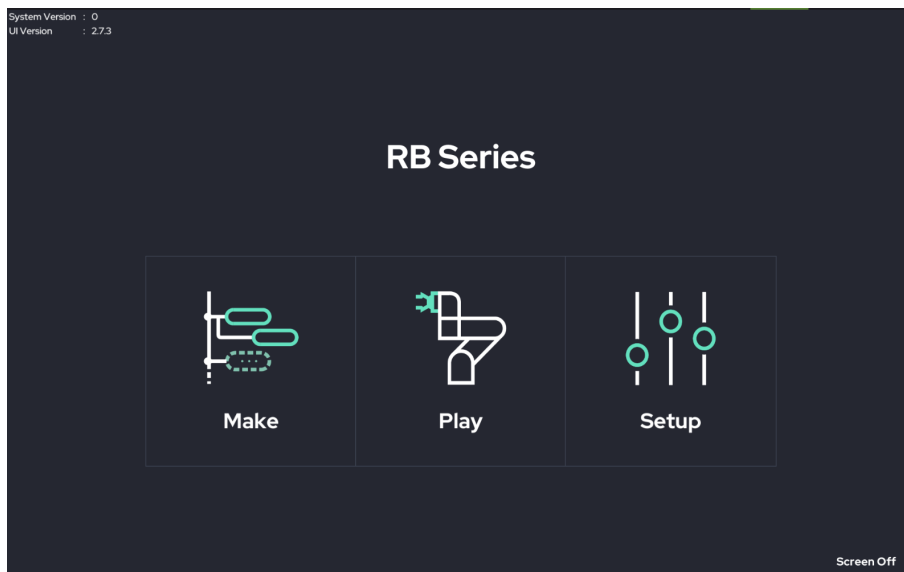 System Version : 0
UI Version : 2.7.3
RB Series
Make
Play
Setup
Screen Off